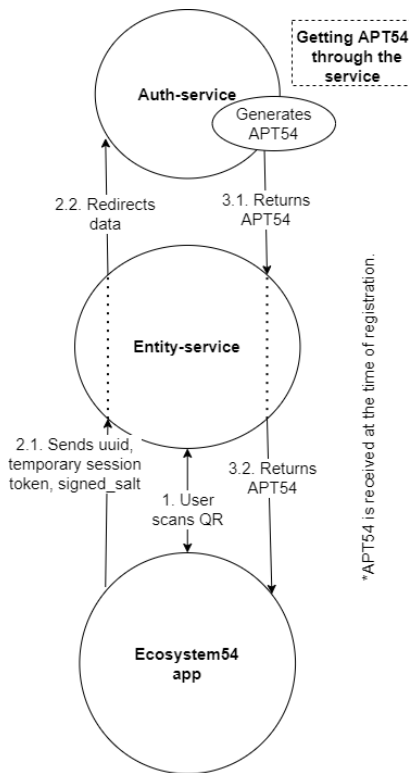 Getting APT54
through the
service
Auth-service
Generates
APT54
2.2. Redirects
data
3.1. Returns
APT54
Entity-service
2.1. Sends uuid,
temporary session
token, signed_salt
1. User
scans QR
3.2. Returns
APT54
*APT54 is received at the time of registration.
Ecosystem54
app